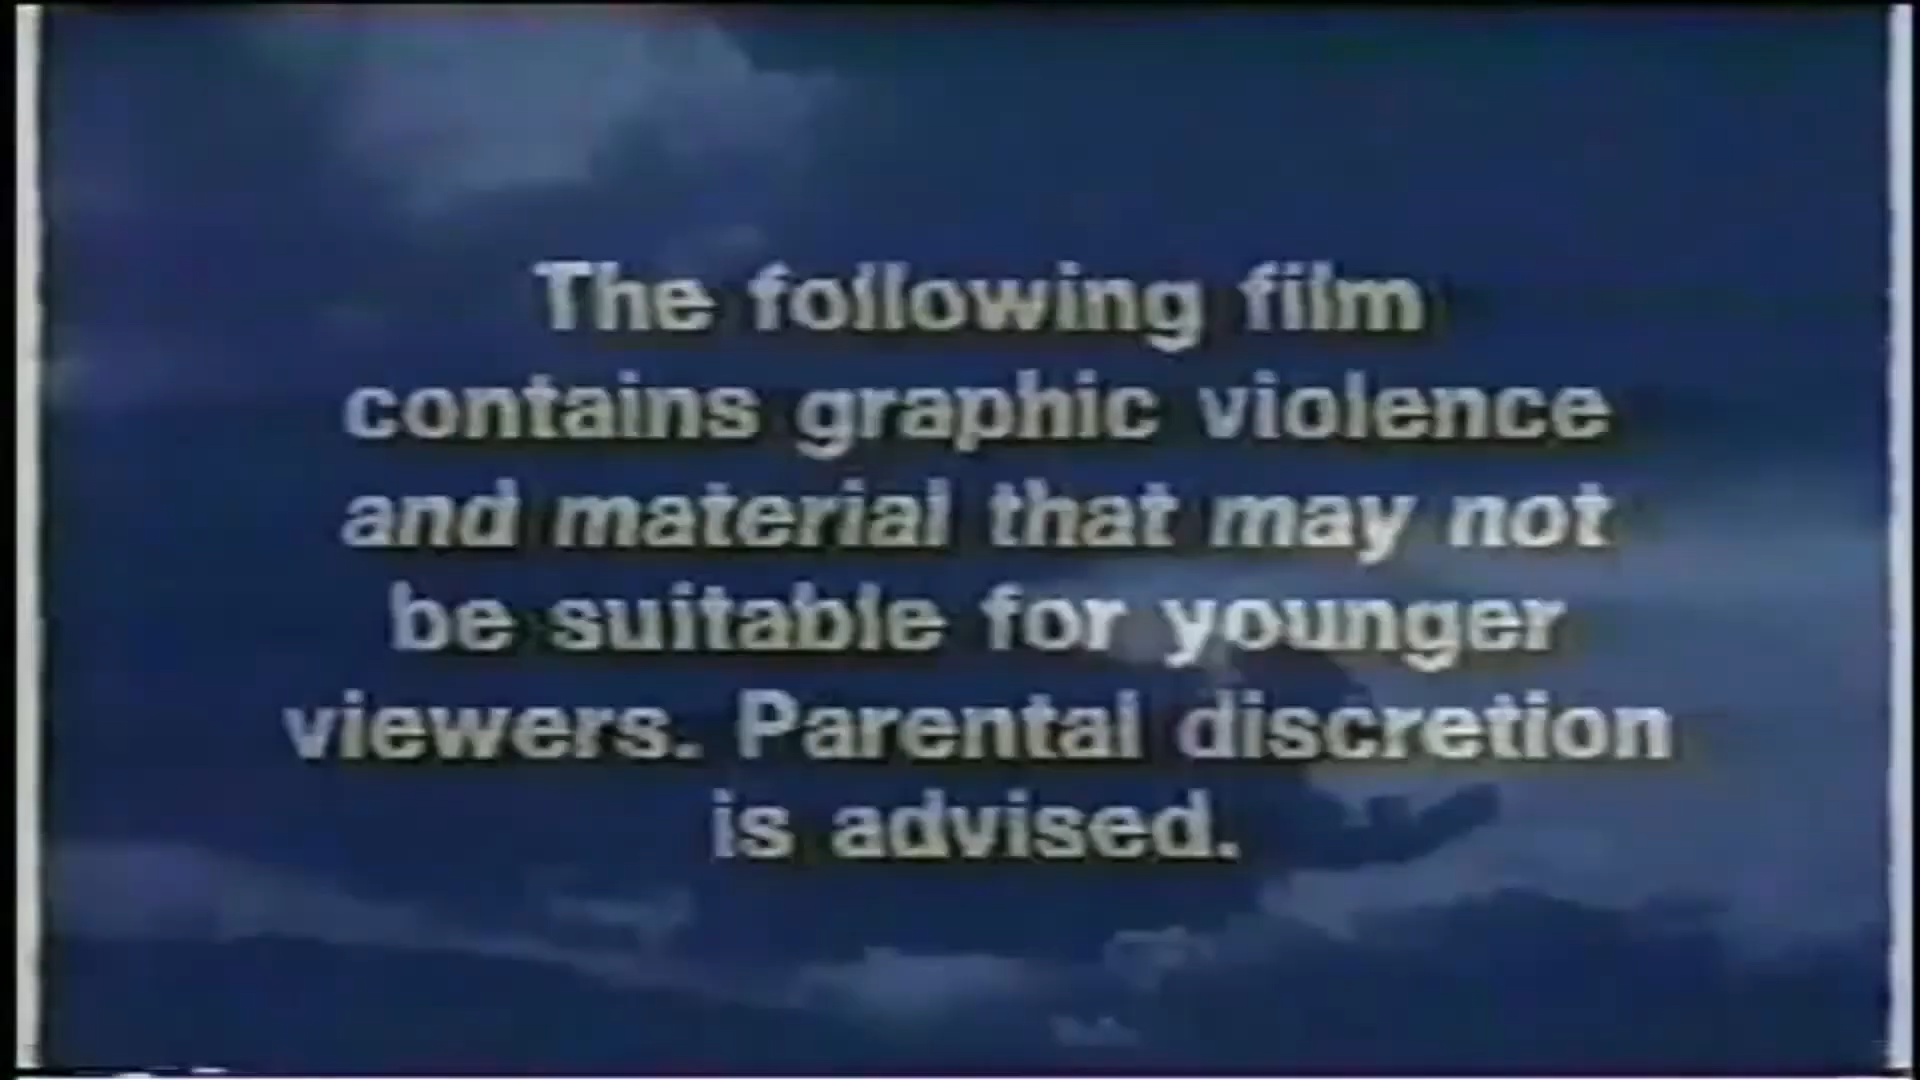 The following film
contains graphic violence
and material that may not
be suitable for younger
viewers. Parental discretion
is advised.